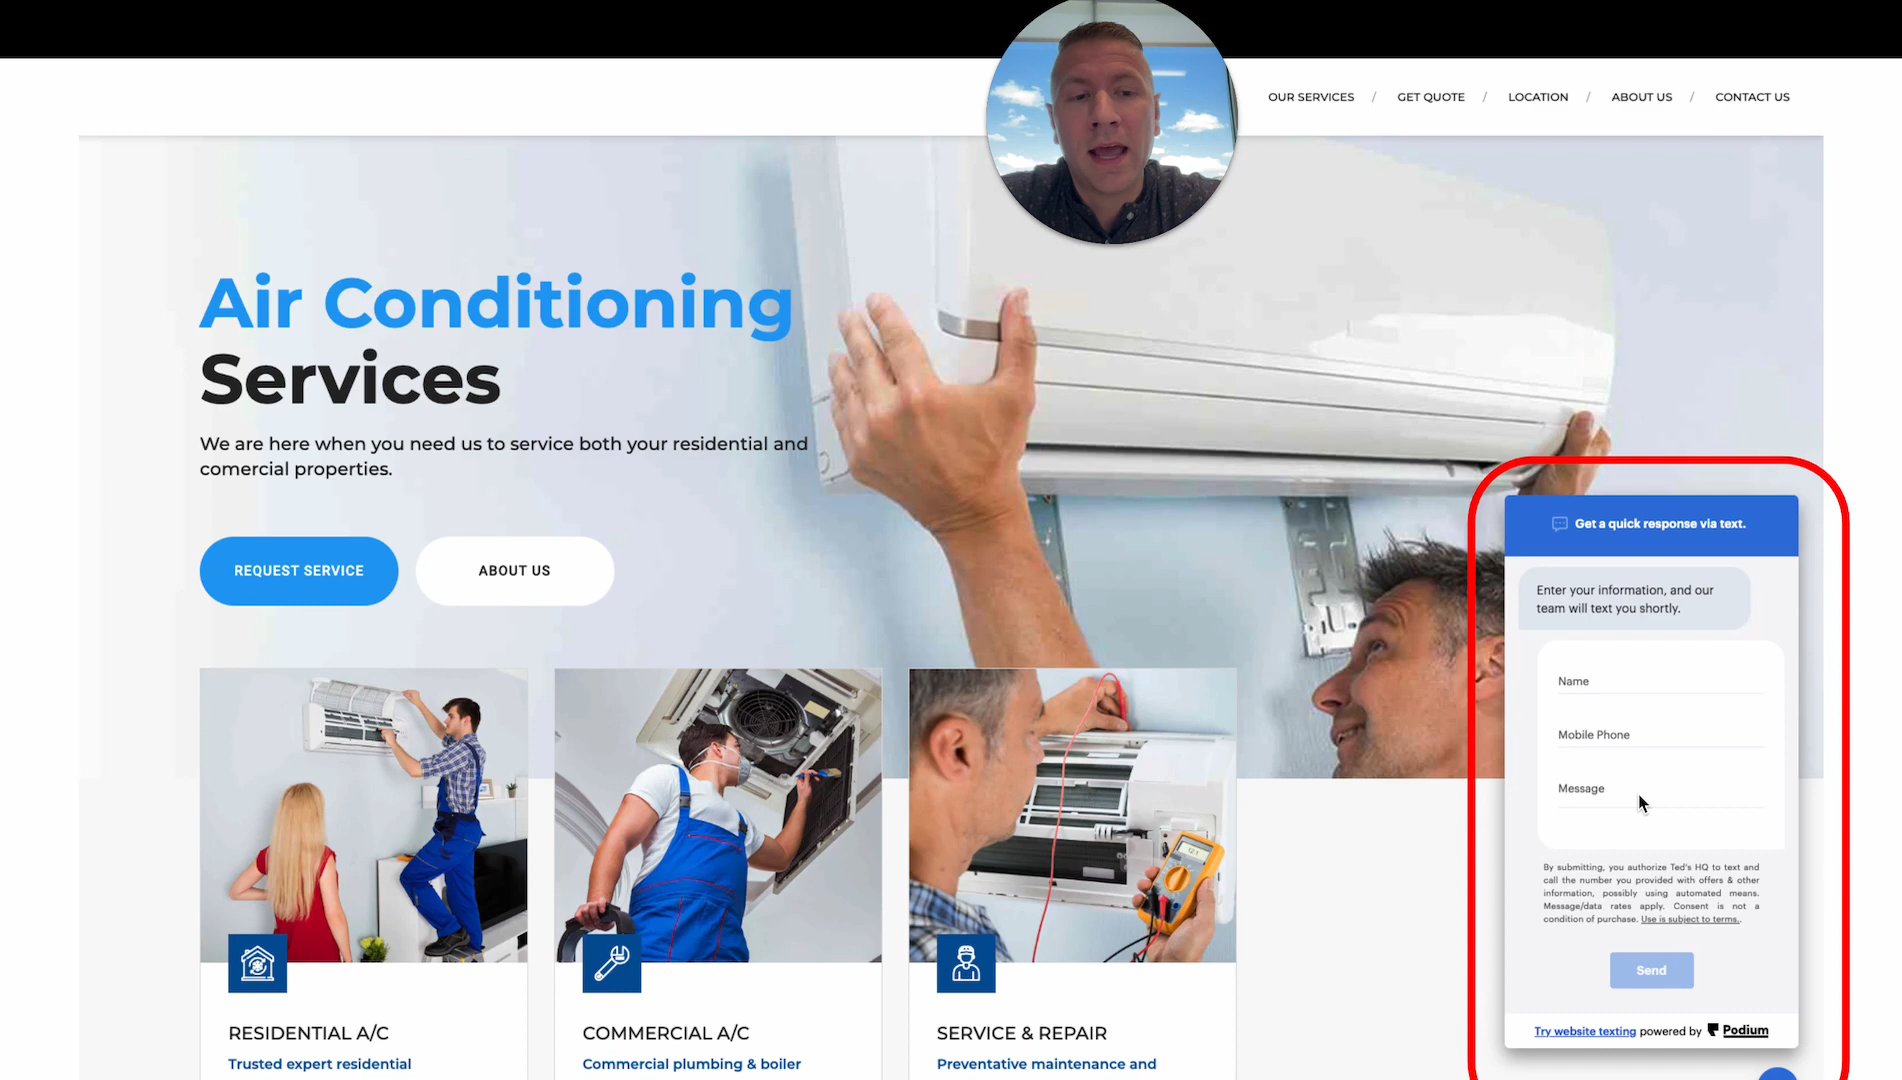 OUR SERVICES / GET QUOTE / LOCATION / ABOUT US / CONTACT US
Air Conditioning
Services
We are here when you need us to service both your residential and
comercial properties.
REQUEST SERVICE
ABOUT US
RESIDENTIAL A/C
Trusted expert residential
COMMERCIAL A/C
Commercial plumbing & boiler
SERVICE & REPAIR
Preventative maintenance and
Get a quick response via text.
Enter your information, and our
team will text you shortly.
Name
Mobile Phone
Message
By submitting, you authorize Ted's HQ to text and
call the number you provided with offers & other
information, possibly using automated means.
Message/data rates apply. Consent is not a
condition of purchase. Use is subject to terms..
Send
Try website texting powered by Podium